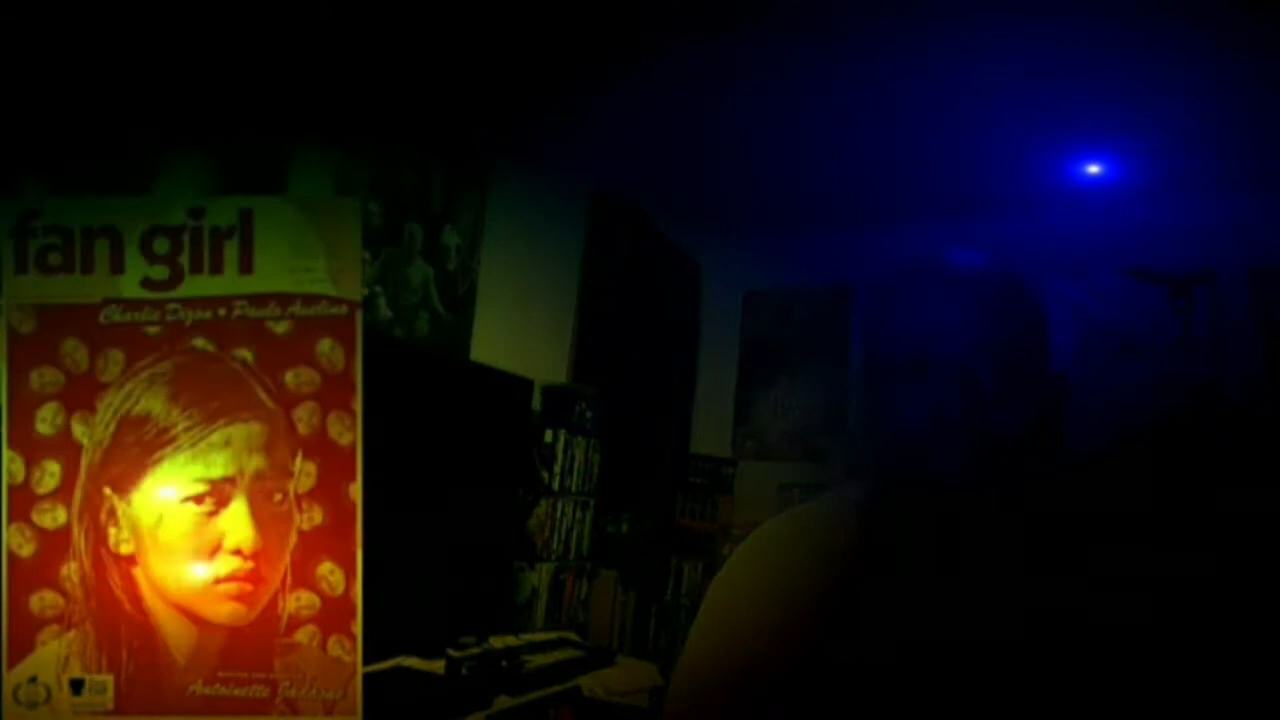 fan girl
Charlie Dizon • Paulo Avelino
Antoinette Jadaone